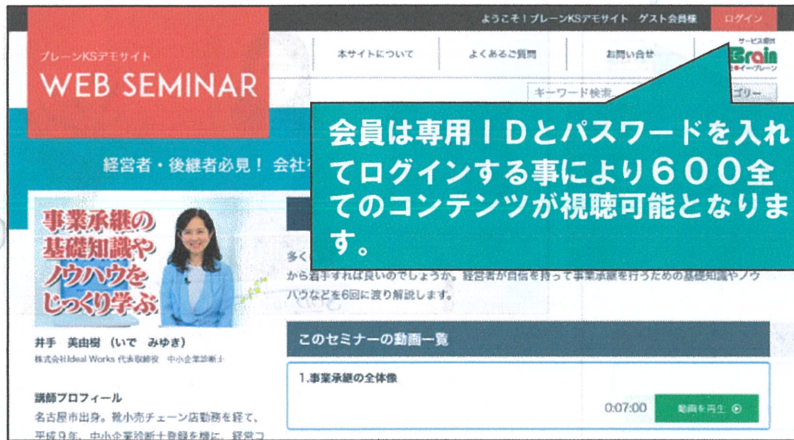 ようこそ！ブレーンKSデモサイト ゲスト会員様 ログイン
ブレーンKSデモサイト
WEB SEMINAR
本サイトについて よくあるご質問 お問い合せ
サービス提供
Brain
キーワード検索
ゴリー
会員は専用ＩＤとパスワードを入れ
てログインする事により６００全
てのコンテンツが視聴可能となりま
す。
経営者・後継者必見！ 会社
事業承継の
基礎知識や
ノウハウを
じっくり学ぶ
多く
から着手すれば良いのでしょうか。経営者が自信を持って事業承継を行うための基礎知識やノウ
ハウなどを6回に渡り解説します。
井手 美由樹 （いで みゆき）
株式会社Ideal Works 代表取締役 中小企業診断士
このセミナーの動画一覧
1.事業承継の全体像
0:07:00 動画を再生
講師プロフィール
名古屋市出身。靴小売チェーン店勤務を経て、
平成９年、中小企業診断士登録を機に、経営コ